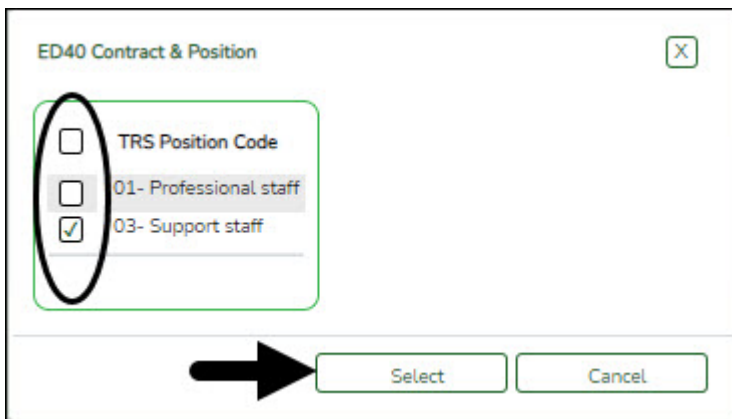 ED40 Contract & Position
X
TRS Position Code
01- Professional staff
03- Support staff
Select
Cancel